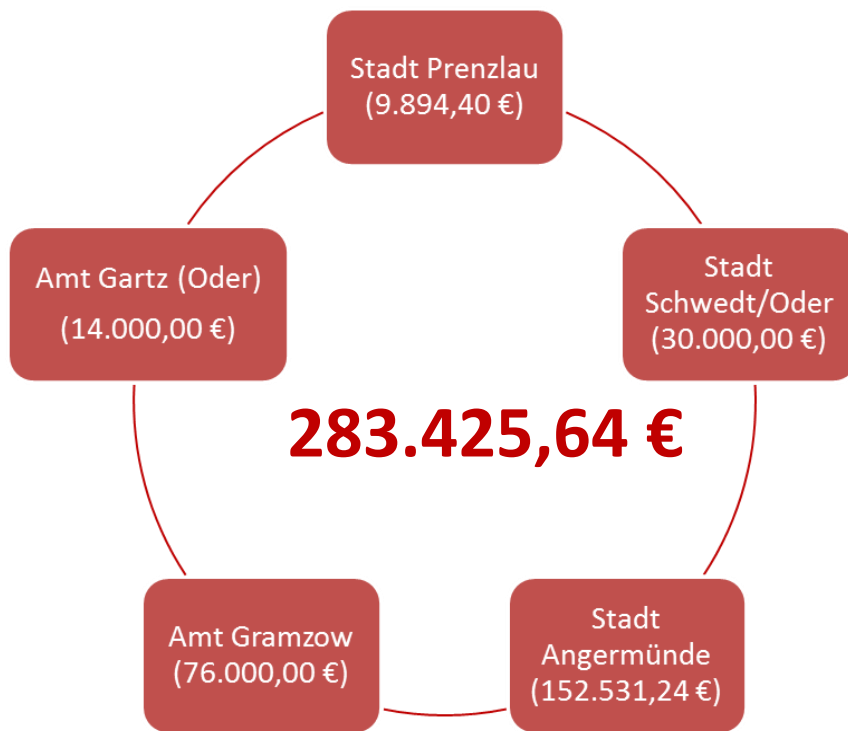 Stadt Prenzlau
(9.894,40 €)
Stadt
Schwedt/Oder
(30.000,00 €)
Stadt
Angermünde
(152.531,24 €)
Amt Gramzow
(76.000,00 €)
Amt Gartz (Oder)
(14.000,00 €)
283.425,64 €